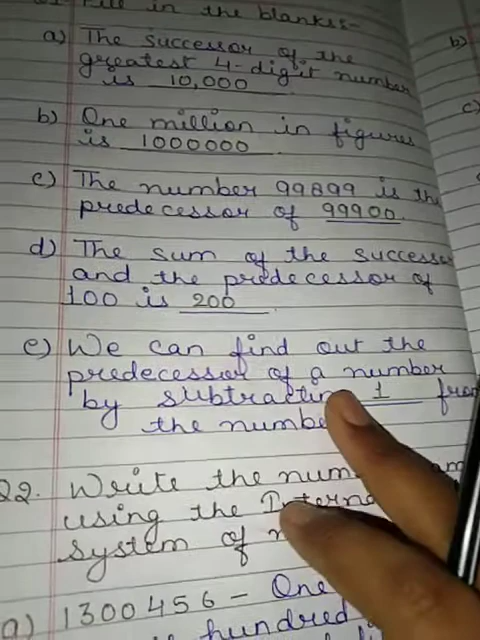 Fill in the blanks-
a) The successor of the
greatest 4-digit number
is 10,000.
b) One million in figures
is 1000000.
c) The number 99899 is the
predecessor of 99900.
d) The sum of the successor
and the predecessor of
100 is 200
e) We can find out the
predecessor of a number
by subtracting 1 from
the number
Q2. Write the
using the
system of
a) 1300456 - One
hundred
b)
c)